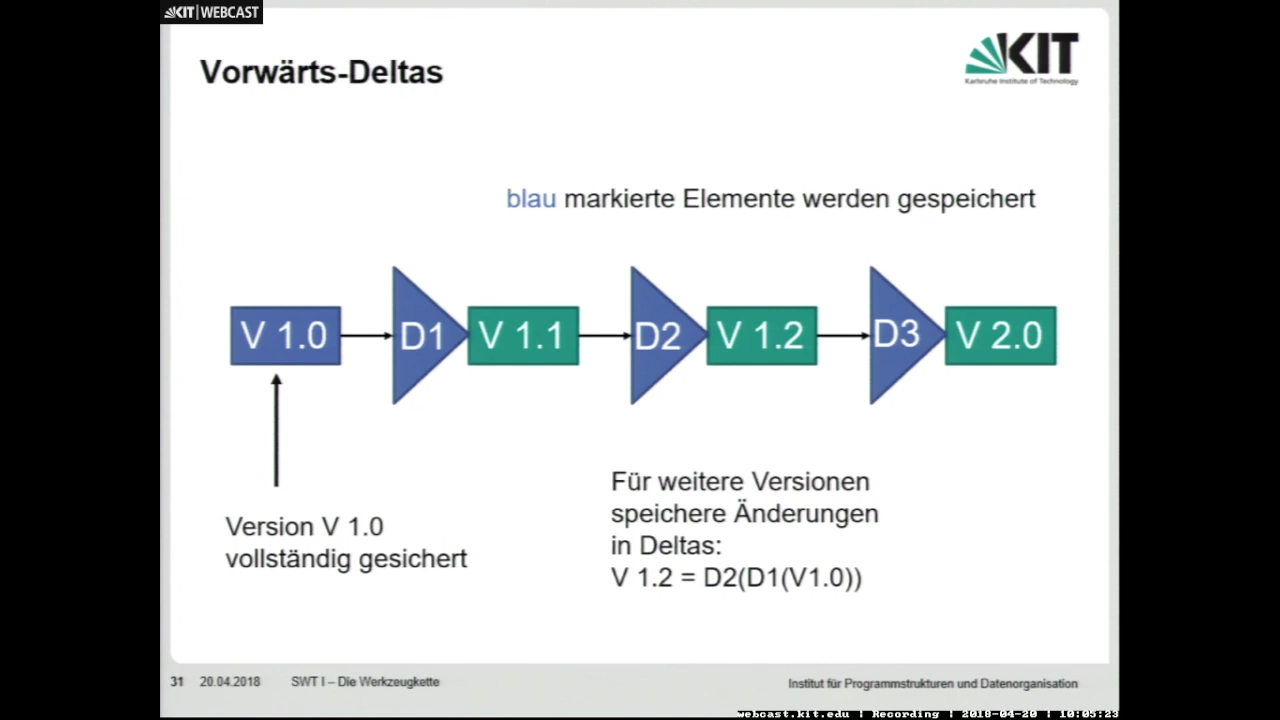 KIT WEBCAST
Vorwärts-Deltas
KIT
Karlsruhe Institute of Technology
blau markierte Elemente werden gespeichert
V 1.0 D1 V 1.1 D2 V 1.2 D3 V 2.0
Für weitere Versionen
speichere Änderungen
in Deltas:
V 1.2 = D2(D1(V1.0))
Version V 1.0
vollständig gesichert
31 20.04.2018 SWT I – Die Werkzeugkette
Institut für Programmstrukturen und Datenorganisation
webcast.kit.edu | Recording | 2018-04-20 | 10:05:23